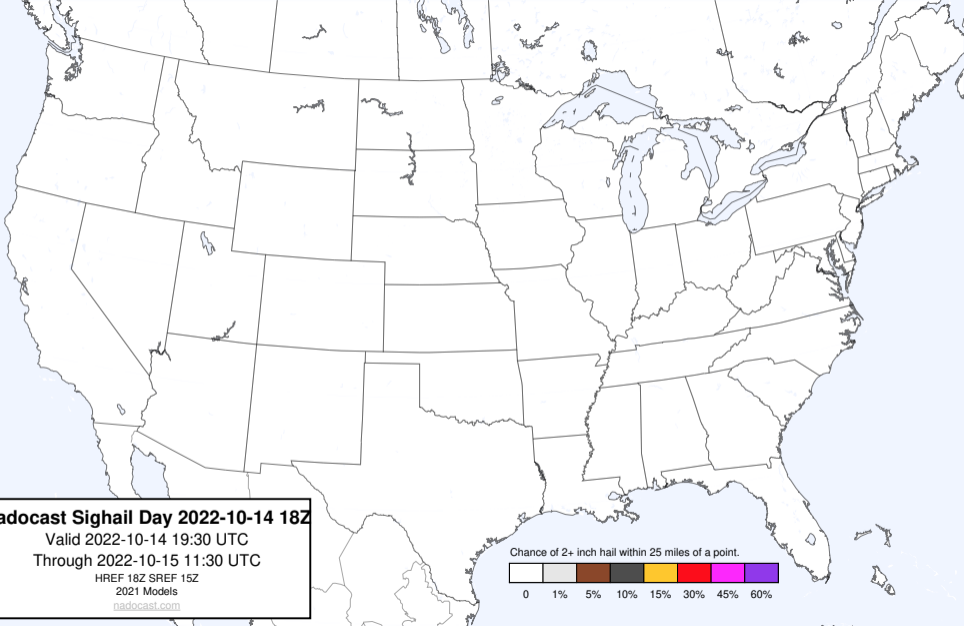 adocast Sighail Day 2022-10-14 18Z
Valid 2022-10-14 19:30 UTC
Through 2022-10-15 11:30 UTC
HREF 18Z SREF 15Z
2021 Models
nadocast.com
Chance of 2+ inch hail within 25 miles of a point.
0 1% 5% 10% 15% 30% 45% 60%